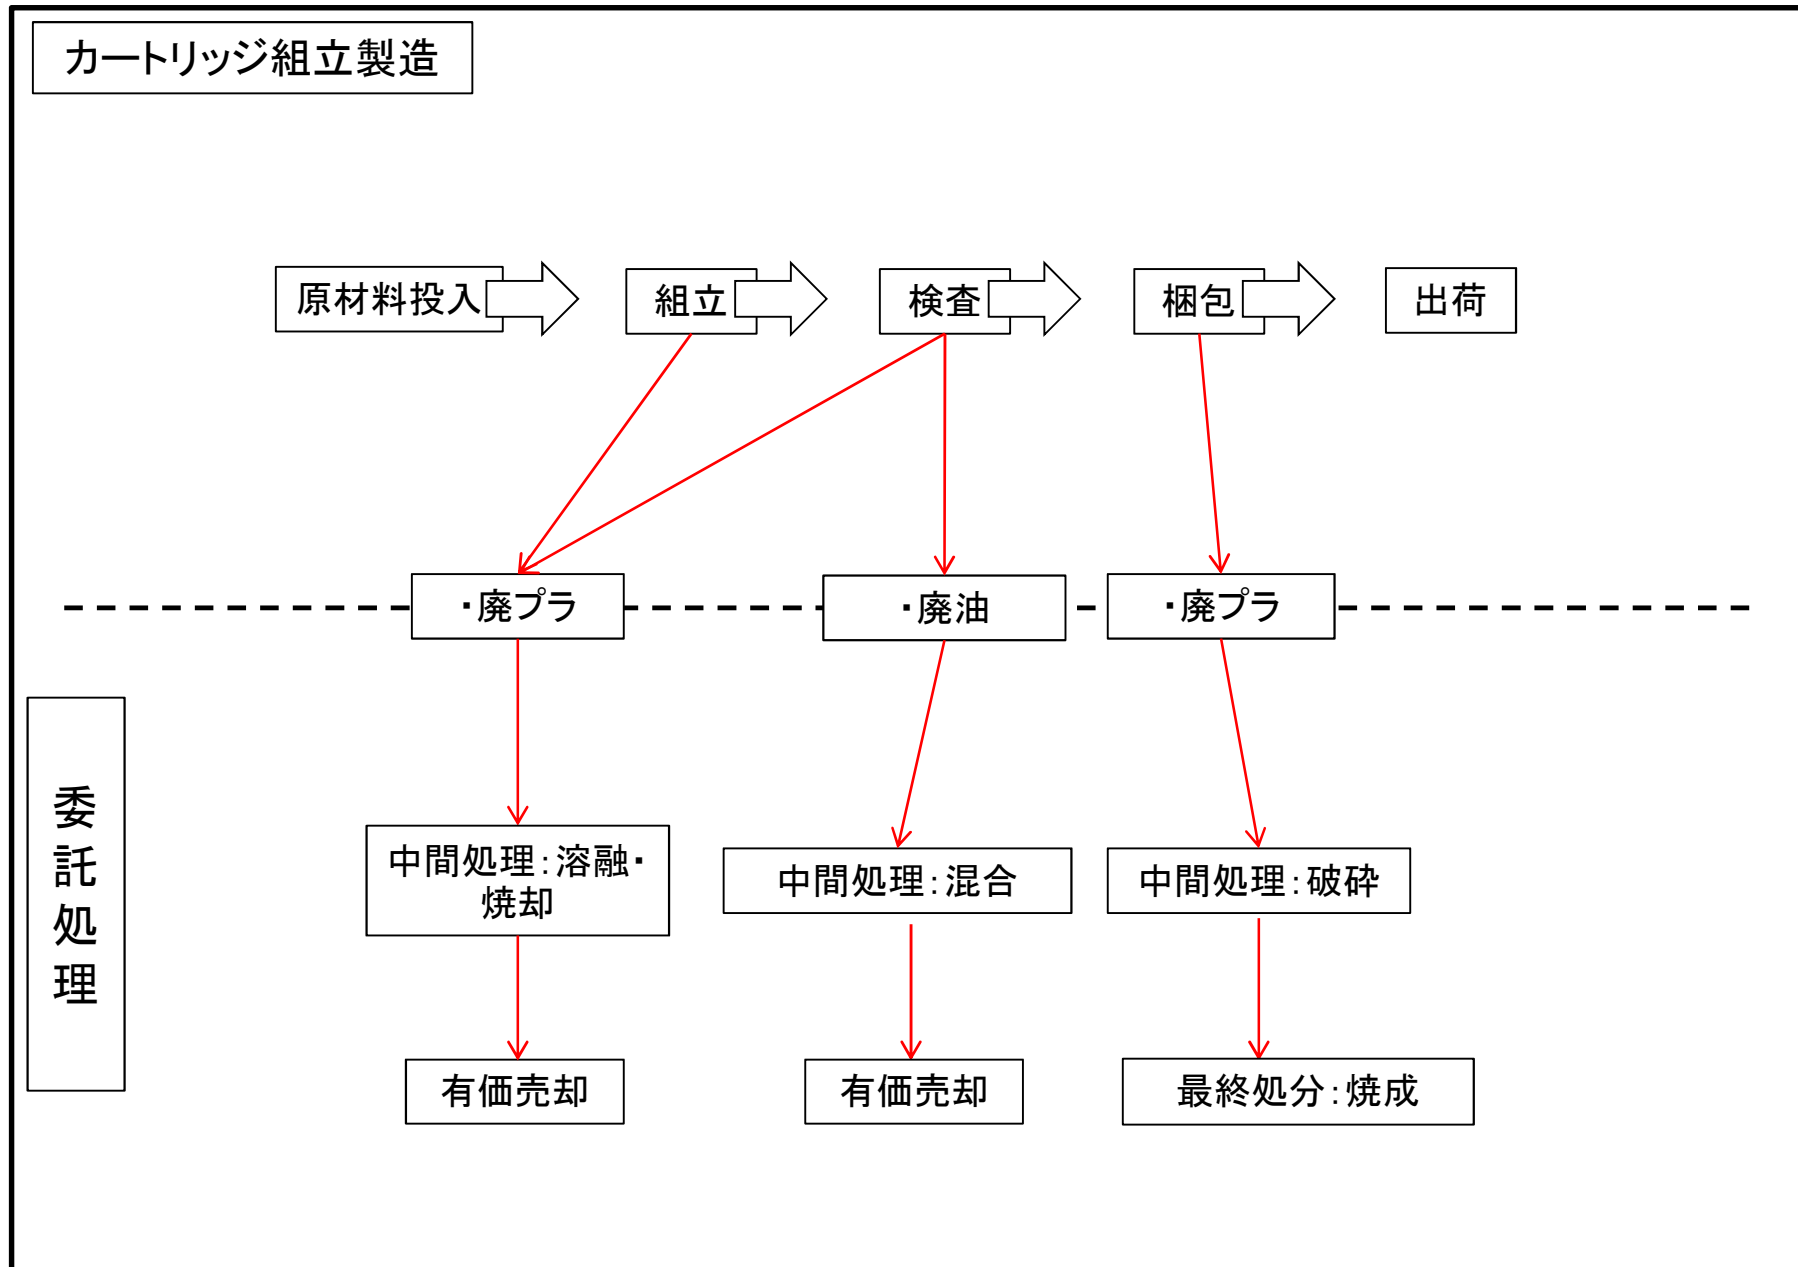 カートリッジ組立製造
原材料投入
組立
検査
梱包
出荷
・廃プラ
・廃油
・廃プラ
委
託
処
理
中間処理：溶融・
焼却
中間処理：混合
中間処理：破砕
有価売却
有価売却
最終処分：焼成